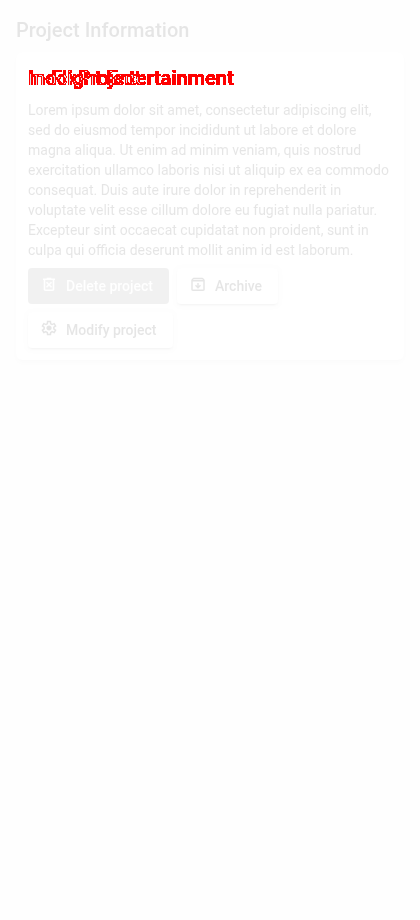 Project Information
Lorem ipsum dolor sit amet, consectetur adipiscing elit,
sed do eiusmod tempor incididunt ut labore et dolore
magna aliqua. Ut enim ad minim veniam, quis nostrud
exercitation ullamco laboris nisi ut aliquip ex ea commodo
consequat. Duis aute irure dolor in reprehenderit in
voluptate velit esse cillum dolore eu fugiat nulla pariatur.
Excepteur sint occaecat cupidatat non proident, sunt in
culpa qui officia deserunt mollit anim id est laborum.
Delete project
Archive
Modify project